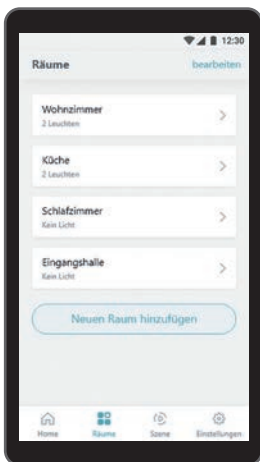 12:30
Räume
bearbeiten
Wohnzimmer
2 Leuchten
Küche
2 Leuchten
Schlafzimmer
Kein Licht
Eingangshalle
Kein Licht
Neuen Raum hinzufügen
Home
Räume
Szene
Einstellungen